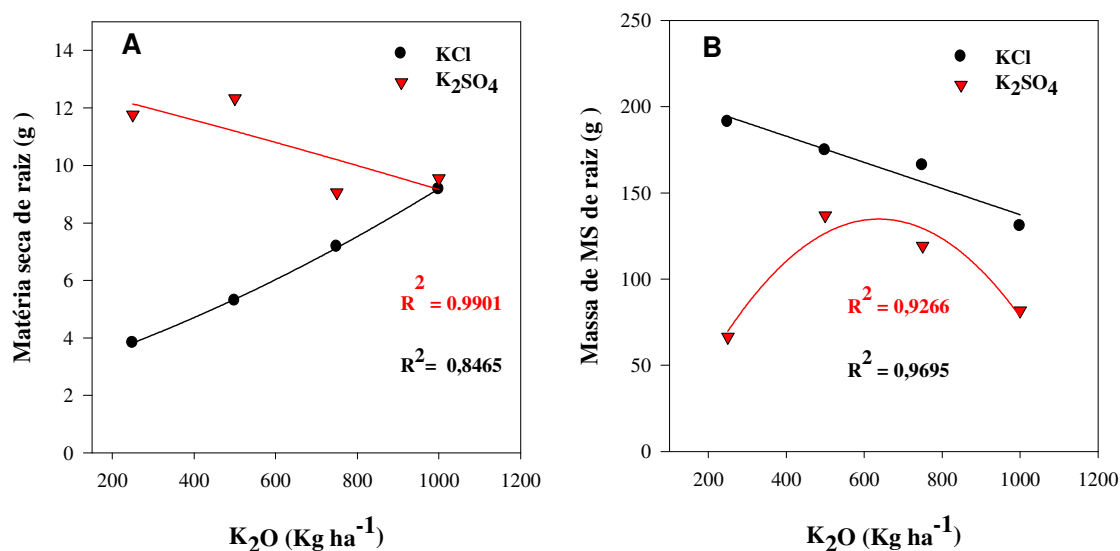 A
KCl
K2SO4
Matéria seca de raiz (g )
14
12
10
8
6
4
2
0
R2 = 0.9901
R2= 0,8465
200
400
600
800
1000
1200
K2O (Kg ha-1)
B
KCl
K2SO4
Massa de MS de raiz (g )
250
200
150
100
50
0
R2 = 0,9266
R2 = 0,9695
200
400
600
800
1000
1200
K2O (Kg ha-1)